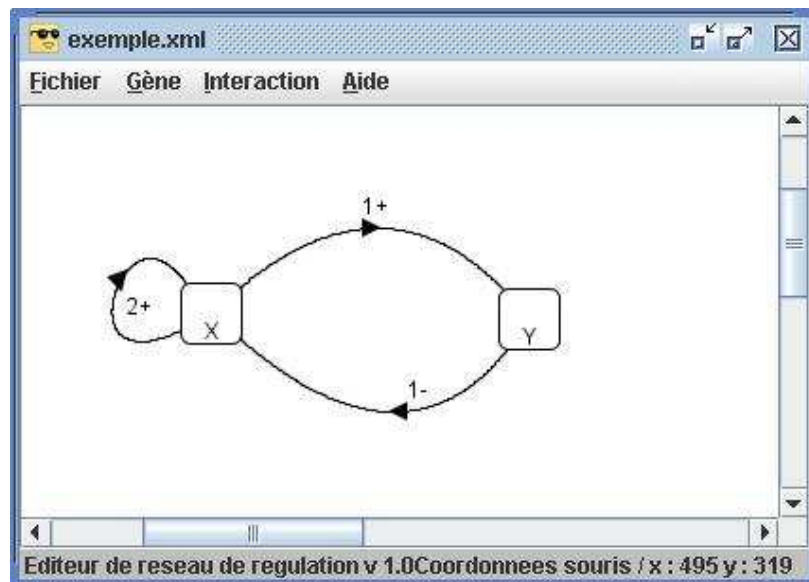 exemple.xml
Fichier Gène Interaction Aide
1+
2+
X
Y
1-
Editeur de reseau de regulation v 1.0Coordonnees souris / x : 495 y : 319